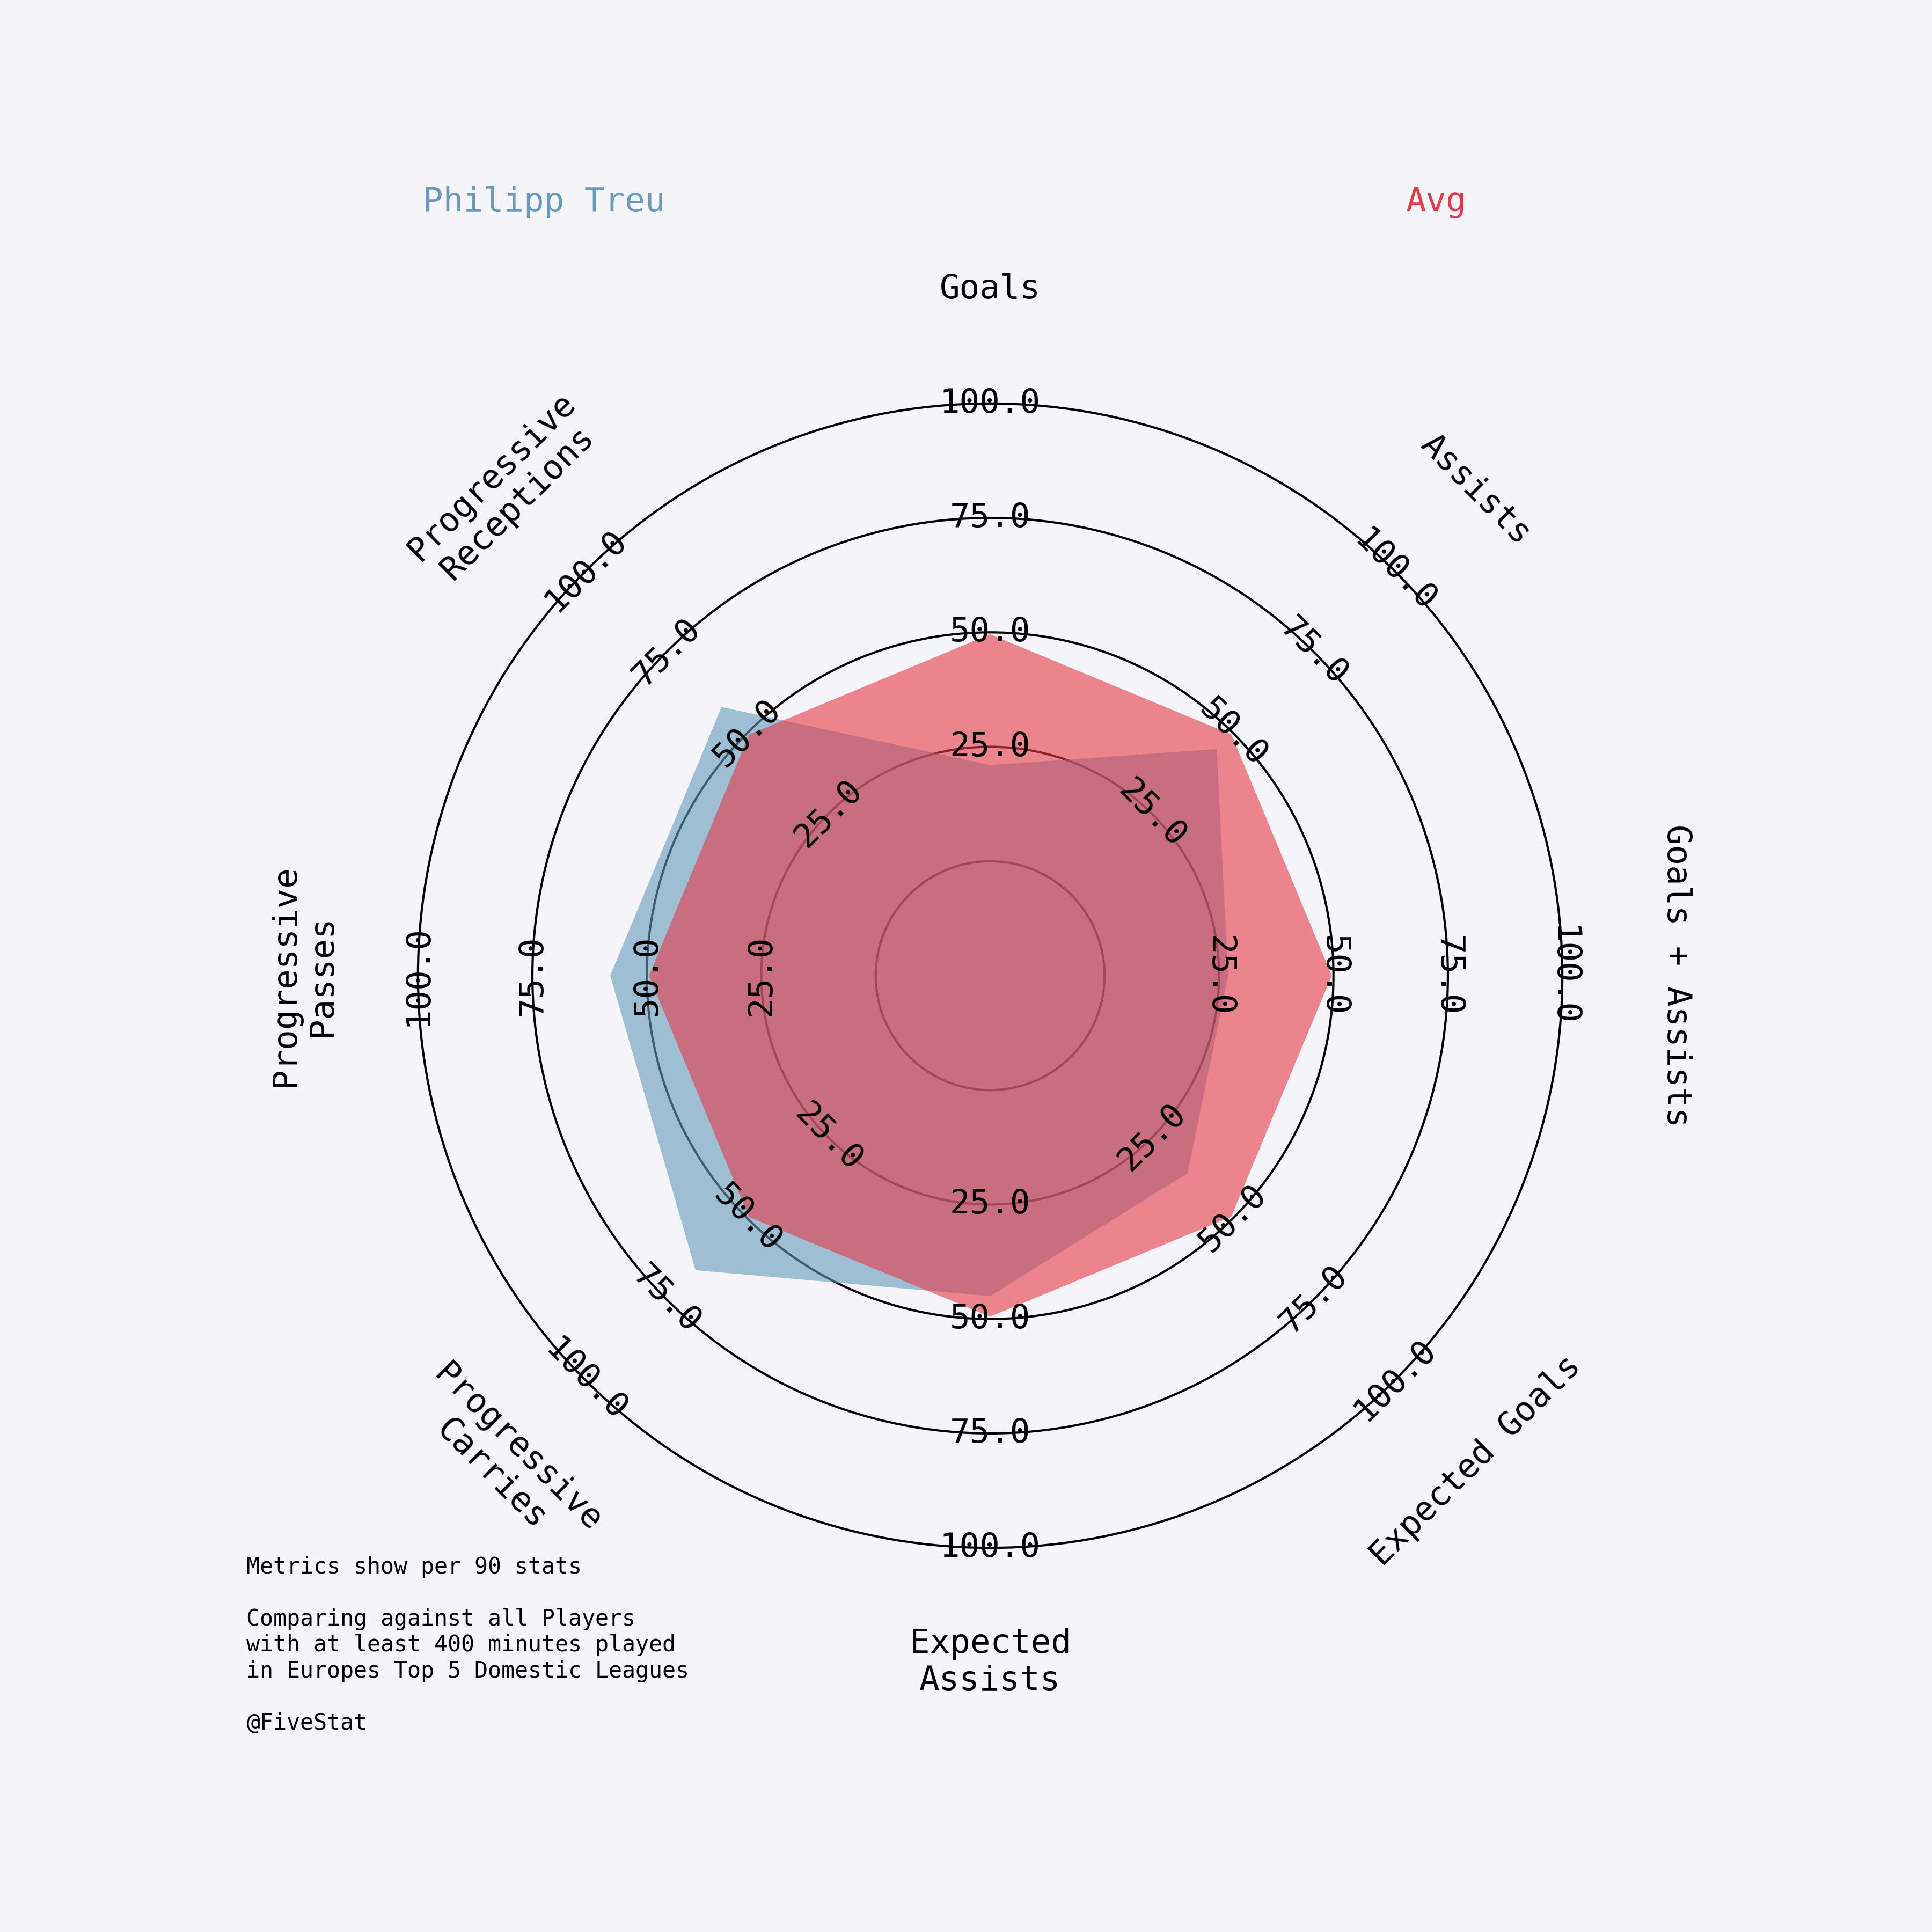 Philipp Treu
Avg
Goals
Assists
Goals + Assists
Expected Goals
Expected
Assists
Progressive
Carries
Progressive
Passes
Progressive
Receptions
25.0
50.0
75.0
100.0
25.0
50.0
75.0
100.0
25.0
50.0
75.0
100.0
25.0
50.0
75.0
100.0
25.0
50.0
75.0
100.0
25.0
50.0
75.0
100.0
25.0
50.0
75.0
100.0
25.0
50.0
75.0
100.0
Metrics show per 90 stats
Comparing against all Players
with at least 400 minutes played
in Europes Top 5 Domestic Leagues
@FiveStat